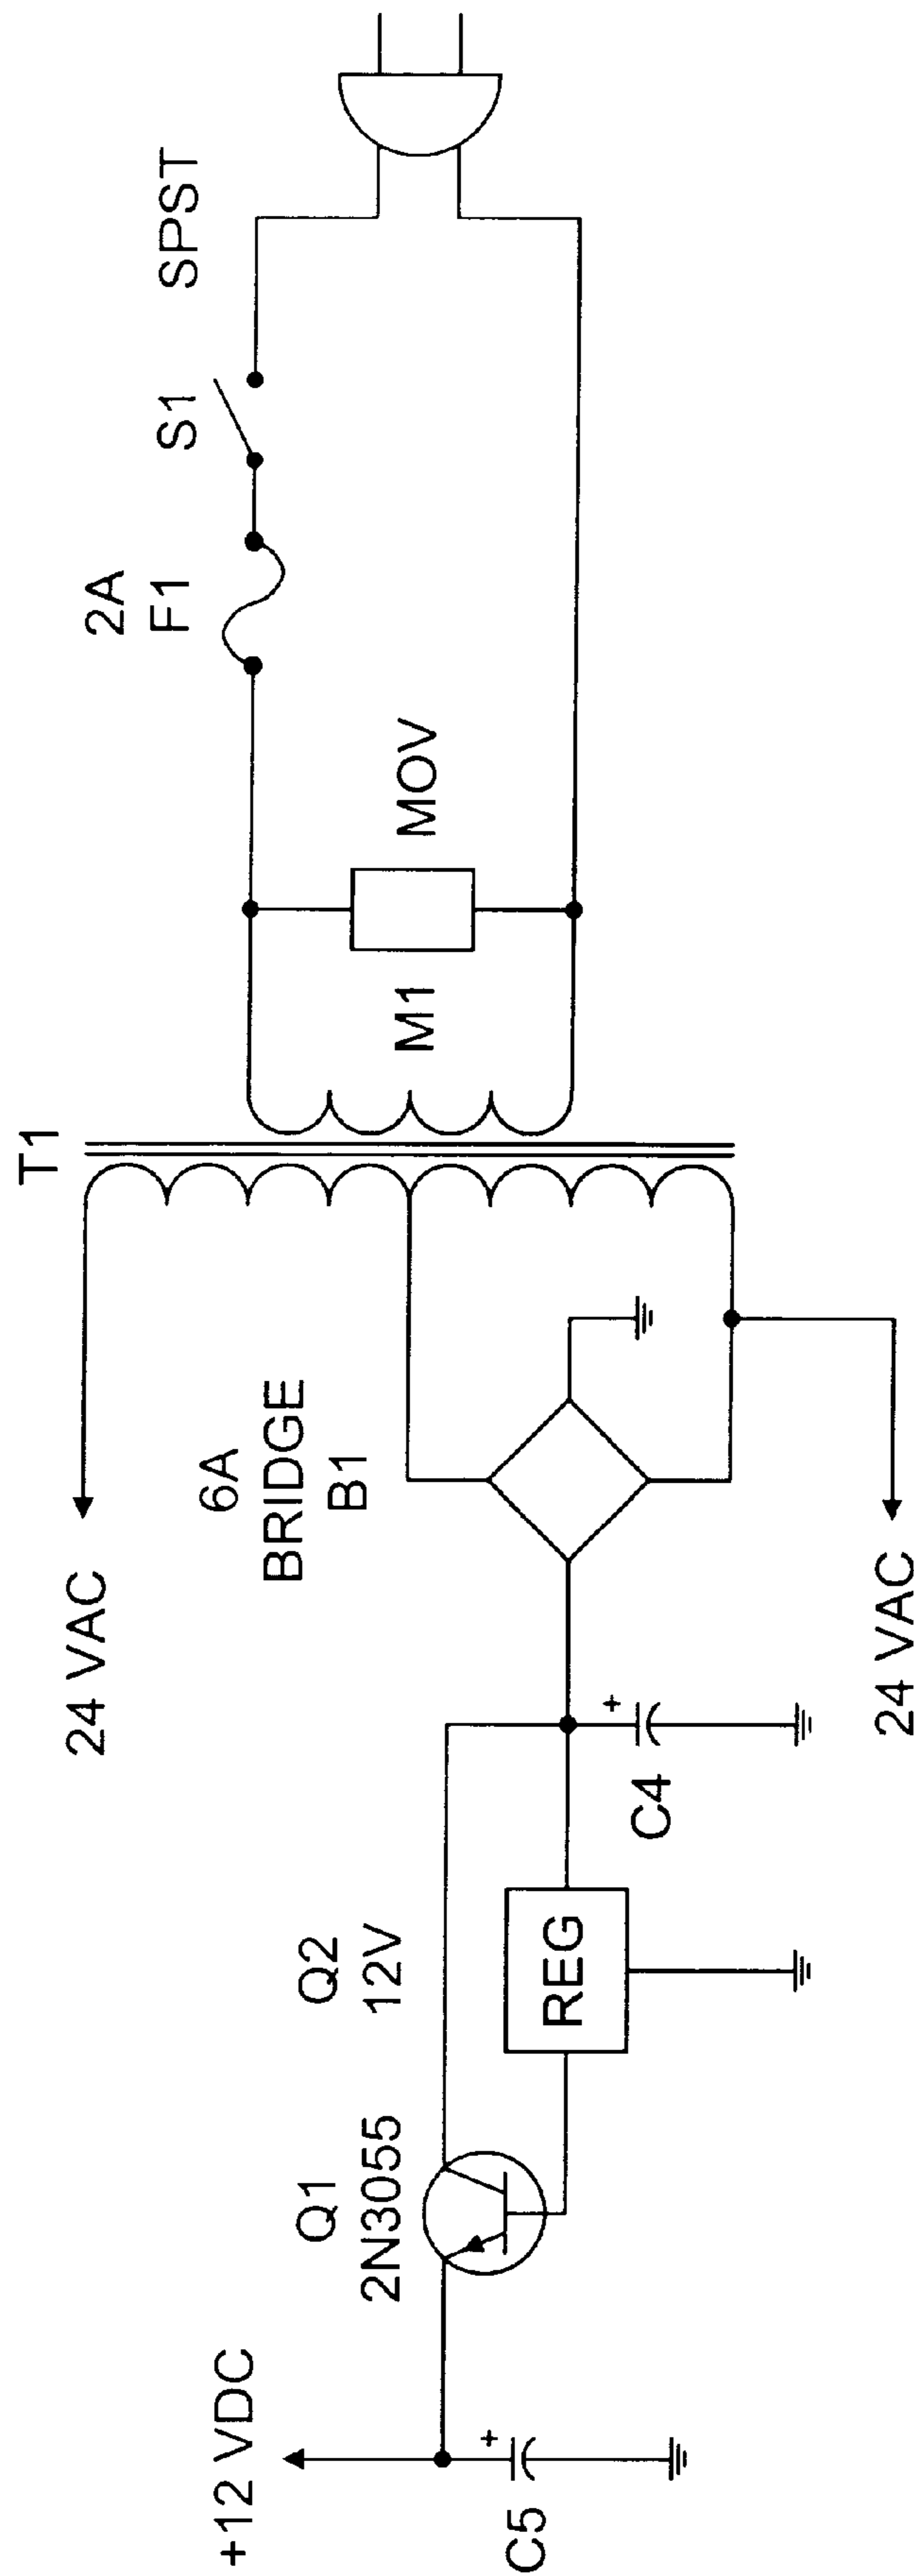 SPST
S1
2A
F1
MOV
M1
T1
24 VAC
6A
BRIDGE
B1
24 VAC
+
C4
Q2
12V
REG
Q1
2N3055
+12 VDC
+
C5